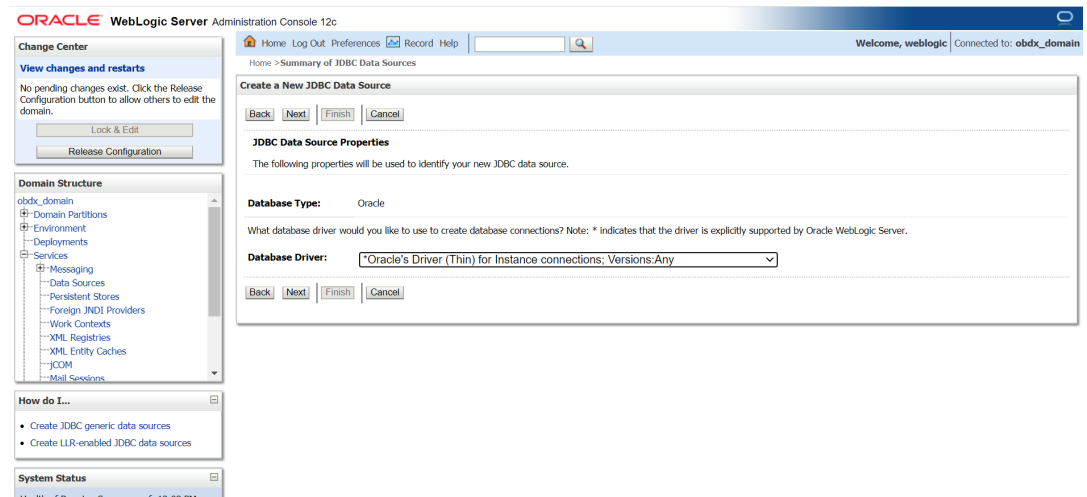 ORACLE WebLogic Server Administration Console 12c
Change Center
View changes and restarts
No pending changes exist. Click the Release
Configuration button to allow others to edit the
domain.
Lock & Edit
Release Configuration
Domain Structure
obdx_domain
Domain Partitions
Environment
Deployments
Services
Messaging
Data Sources
Persistent Stores
Foreign JNDI Providers
Work Contexts
XML Registries
XML Entity Caches
jCOM
Mail Sessions
How do I...
Create JDBC generic data sources
Create LLR-enabled JDBC data sources
System Status
Home Log Out Preferences Record Help
Welcome, weblogic Connected to: obdx_domain
Home >Summary of JDBC Data Sources
Create a New JDBC Data Source
Back Next Finish Cancel
JDBC Data Source Properties
The following properties will be used to identify your new JDBC data source.
Database Type: Oracle
What database driver would you like to use to create database connections? Note: * indicates that the driver is explicitly supported by Oracle WebLogic Server.
Database Driver: *Oracle's Driver (Thin) for Instance connections; Versions:Any
Back Next Finish Cancel